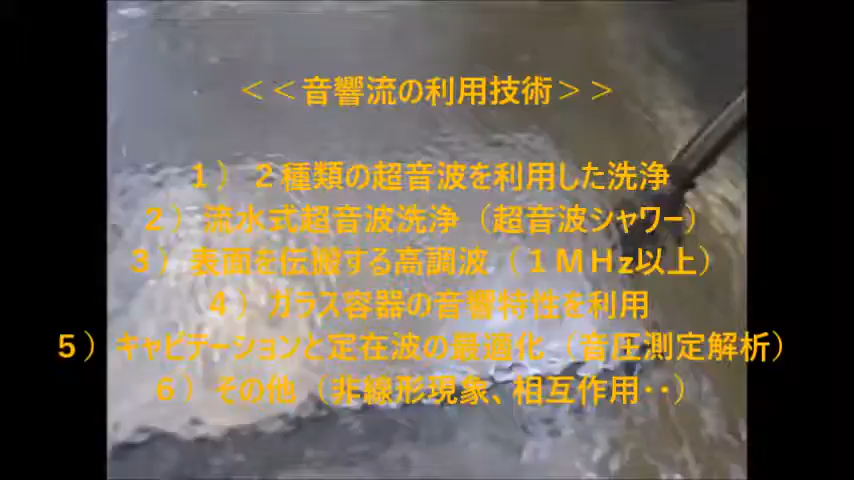 ＜＜音響流の利用技術＞＞
１）２種類の超音波を利用した洗浄
２）流水式超音波洗浄（超音波シャワー）
３）表面を伝搬する高調波（１ＭＨz以上）
４）ガラス容器の音響特性を利用
５）キャビテーションと定在波の最適化（音圧測定解析）
６）その他（非線形現象、相互作用・・）